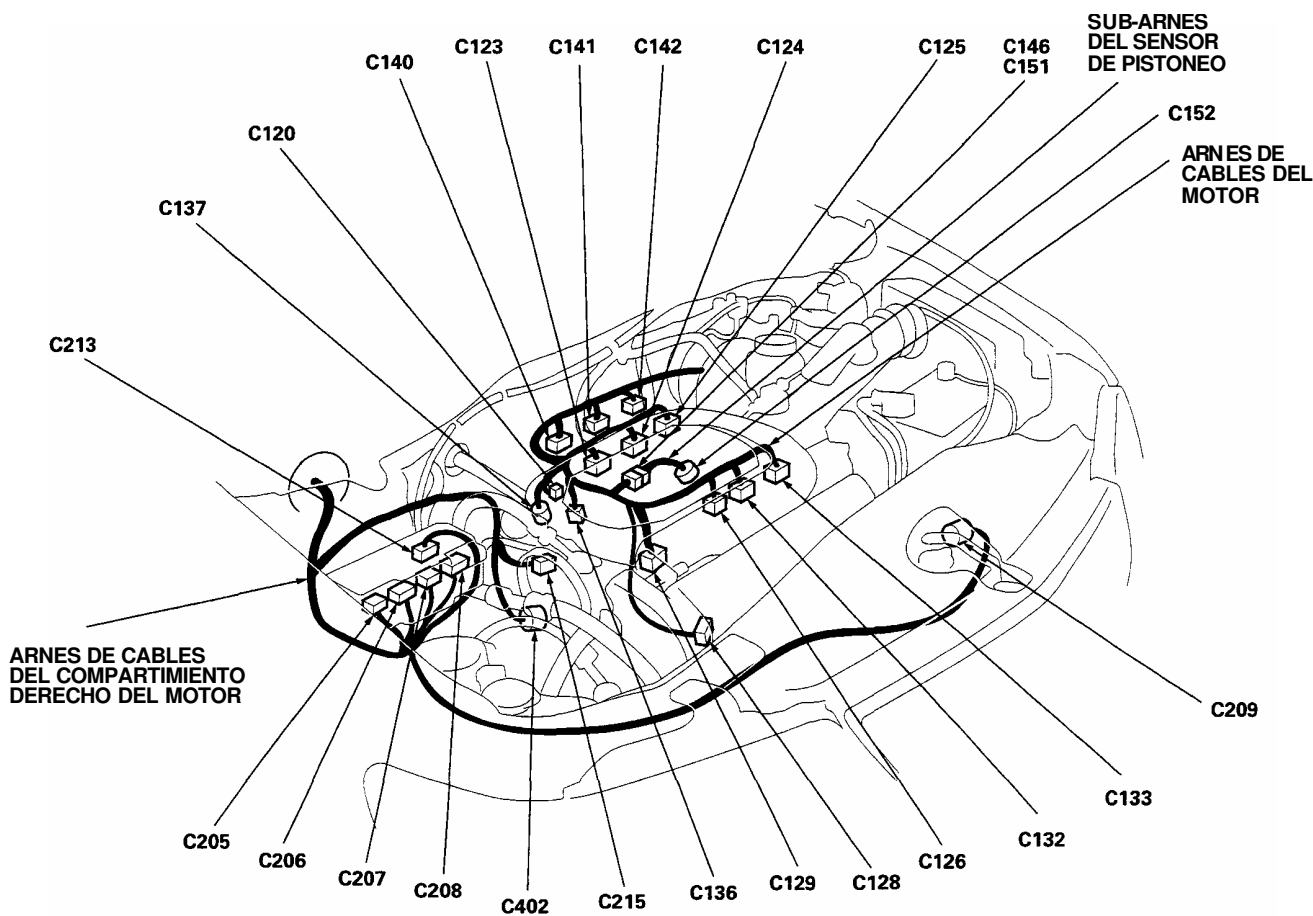 SUB-ARNES
DEL SENSOR
DE PISTONEO
C123
C141
C142
C124
C125
C146
C151
C140
C152
C120
ARNES DE
CABLES DEL
MOTOR
C137
C213
ARNES DE CABLES
DEL COMPARTIMIENTO
DERECHO DEL MOTOR
C209
C133
C205
C132
C206
C126
C207
C208
C402
C215
C136
C129
C128